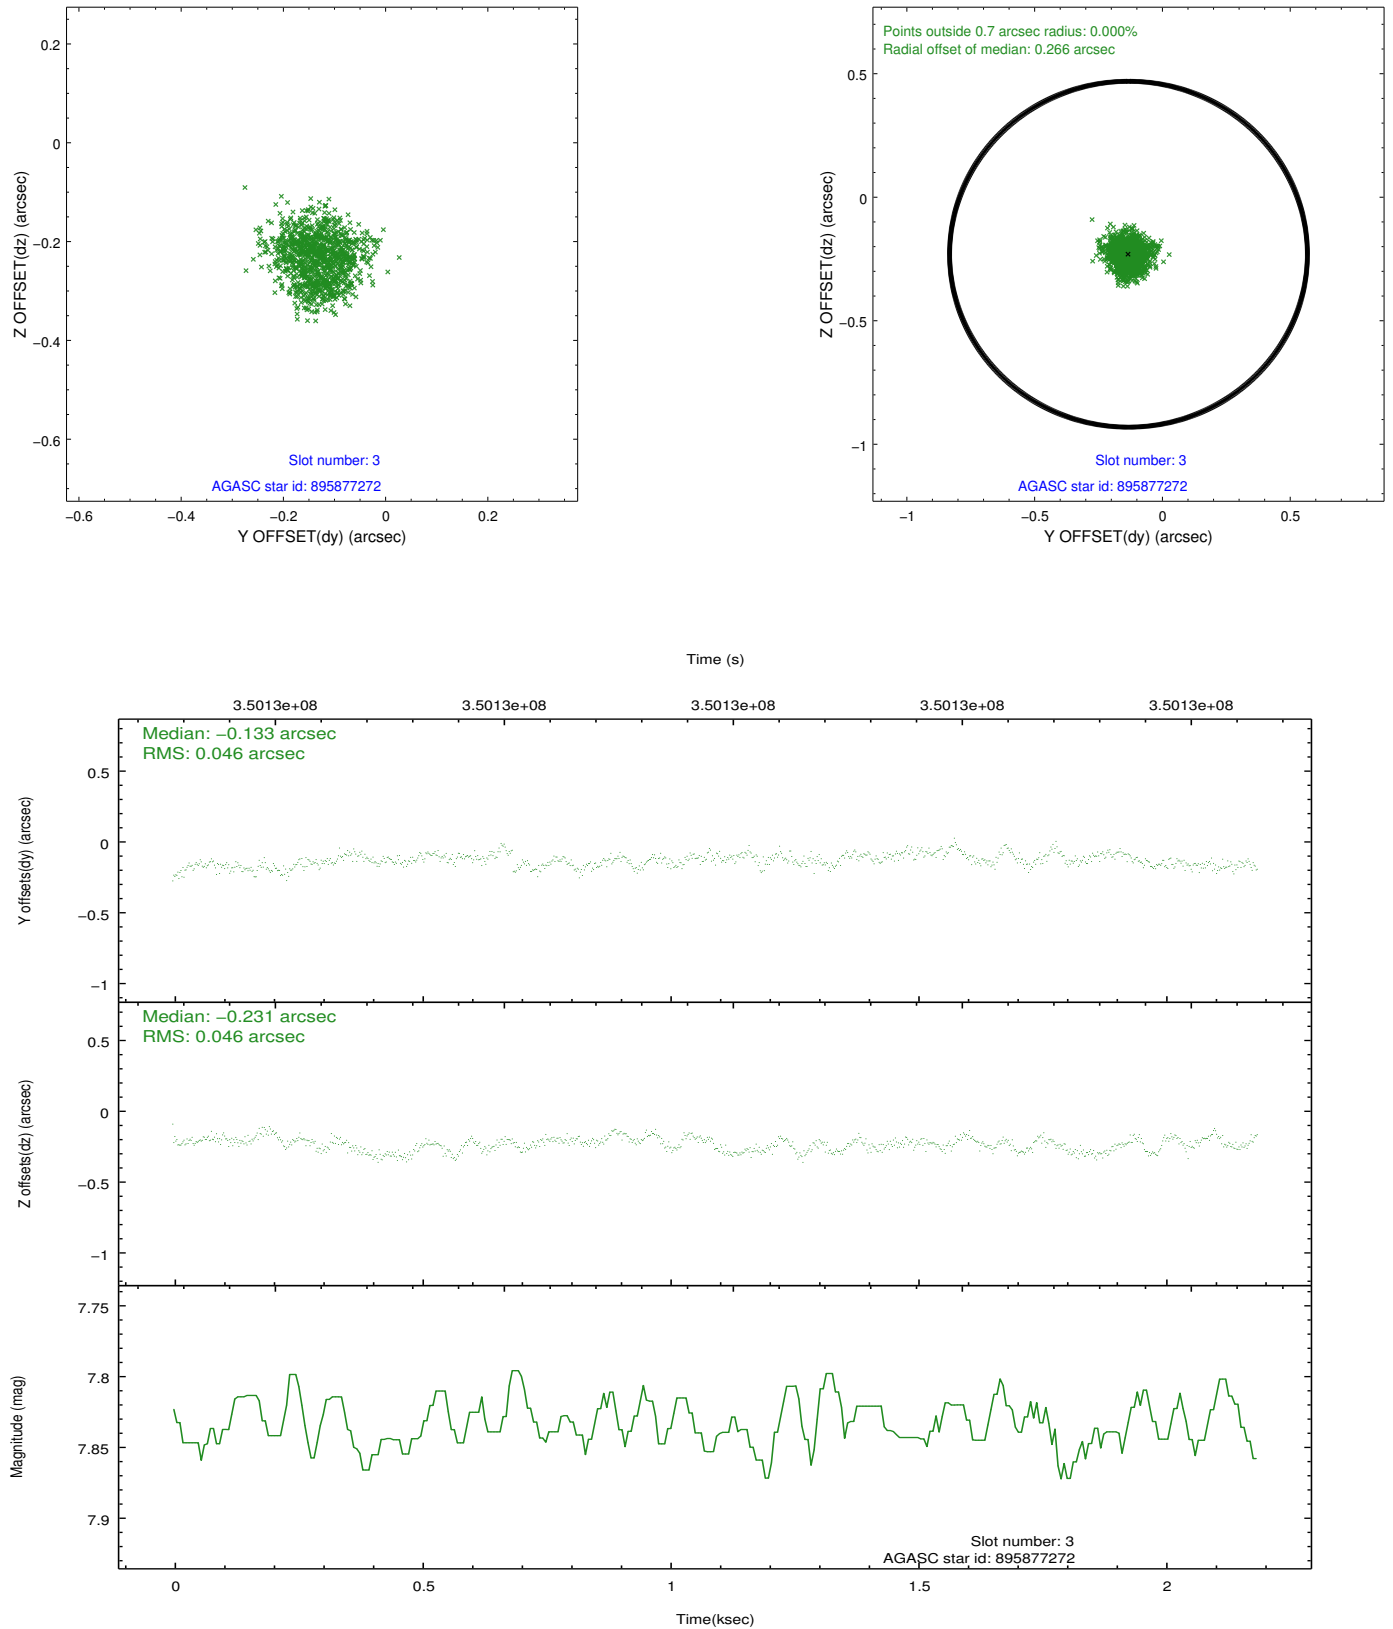 0.2
0
−0.2
−0.4
−0.6
Z OFFSET(dz) (arcsec)
Slot number: 3
AGASC star id: 895877272
−0.6 −0.4 −0.2 0 0.2
Y OFFSET(dy) (arcsec)
Points outside 0.7 arcsec radius: 0.000%
Radial offset of median: 0.266 arcsec
0.5
0
−0.5
−1
Z OFFSET(dz) (arcsec)
Slot number: 3
AGASC star id: 895877272
−1 −0.5 0 0.5
Y OFFSET(dy) (arcsec)
Time (s)
3.5013e+08 3.5013e+08 3.5013e+08 3.5013e+08 3.5013e+08
Median: −0.133 arcsec
RMS: 0.046 arcsec
0.5
0
−0.5
−1
Y offsets(dy) (arcsec)
Median: −0.231 arcsec
RMS: 0.046 arcsec
0.5
0
−0.5
−1
Z offsets(dz) (arcsec)
7.75
7.8
7.85
7.9
Magnitude (mag)
Slot number: 3
AGASC star id: 895877272
0 0.5 1 1.5 2
Time(ksec)